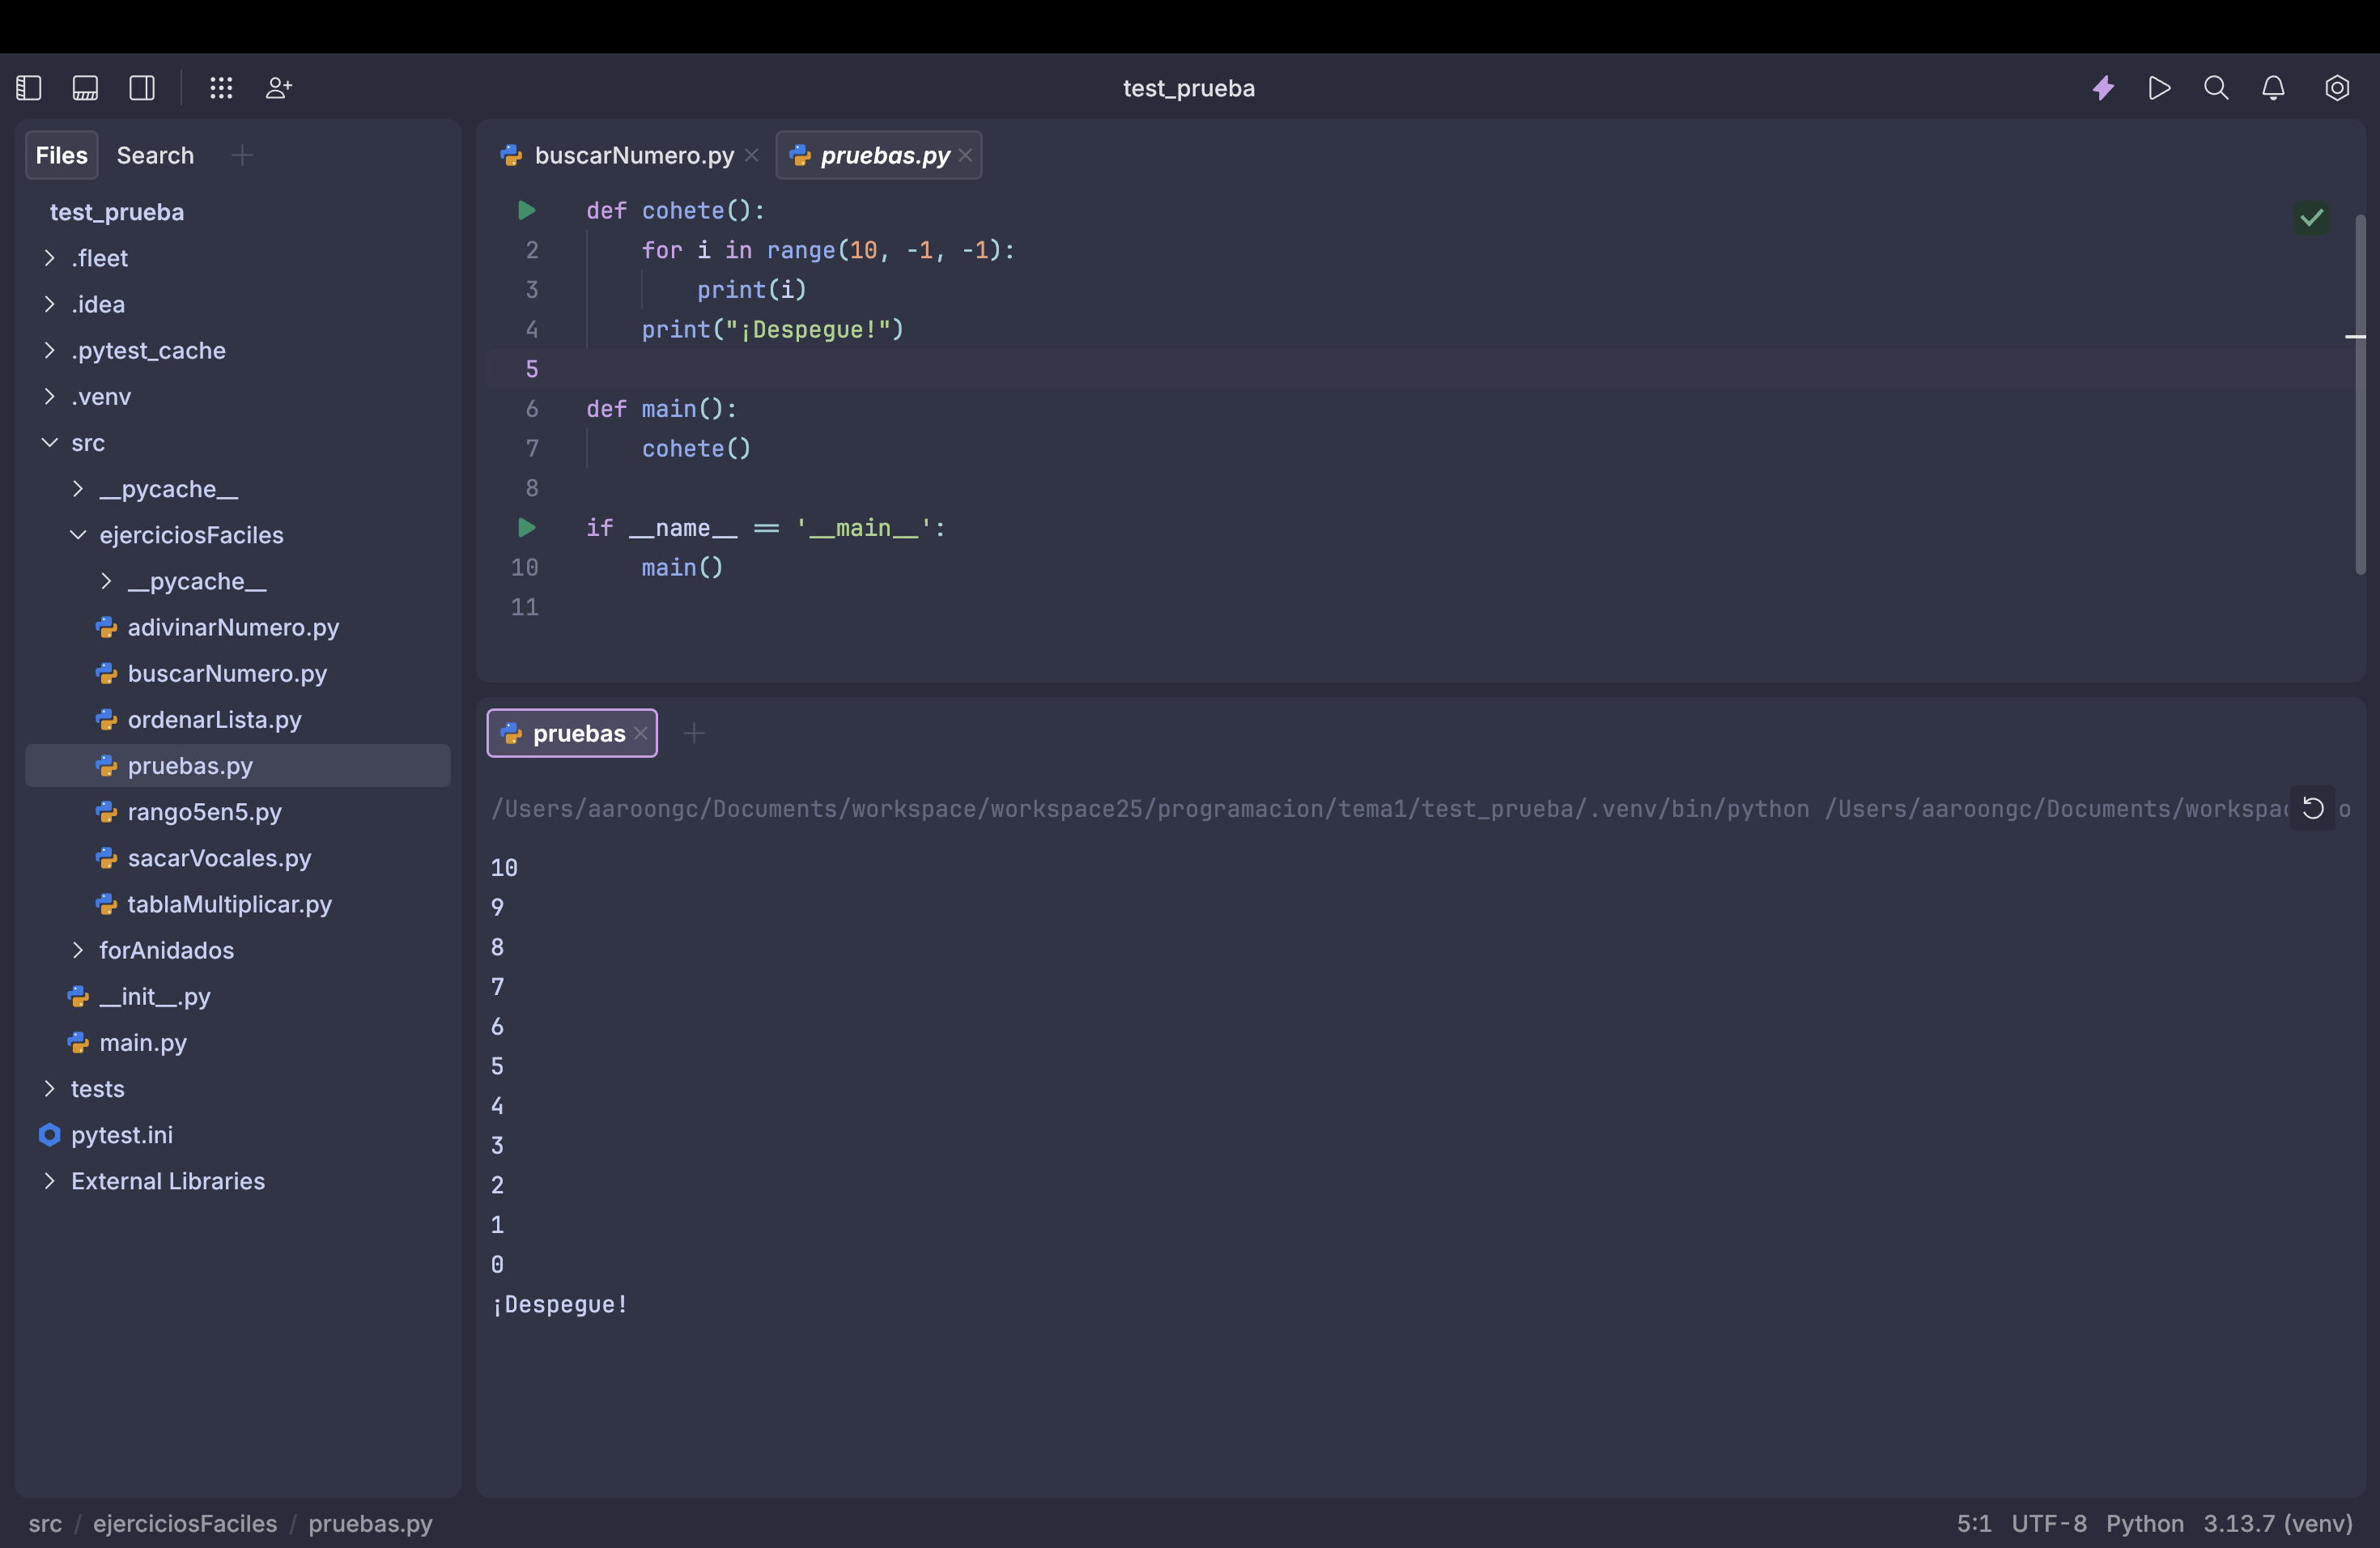 test_prueba
Files Search
test_prueba
.fleet
.idea
.pytest_cache
.venv
src
__pycache__
ejerciciosFaciles
__pycache__
adivinarNumero.py
buscarNumero.py
ordenarLista.py
pruebas.py
rango5en5.py
sacarVocales.py
tablaMultiplicar.py
forAnidados
__init__.py
main.py
tests
pytest.ini
External Libraries
buscarNumero.py pruebas.py
def cohete():
2 for i in range(10, -1, -1):
3 print(i)
4 print("¡Despegue!")
5
6 def main():
7 cohete()
8
if __name__ == '__main__':
10 main()
11
pruebas
/Users/aaroongc/Documents/workspace/workspace25/programacion/tema1/test_prueba/.venv/bin/python /Users/aaroongc/Documents/workspac
10
9
8
7
6
5
4
3
2
1
0
¡Despegue!
src / ejerciciosFaciles / pruebas.py
5:1 UTF-8 Python 3.13.7 (venv)